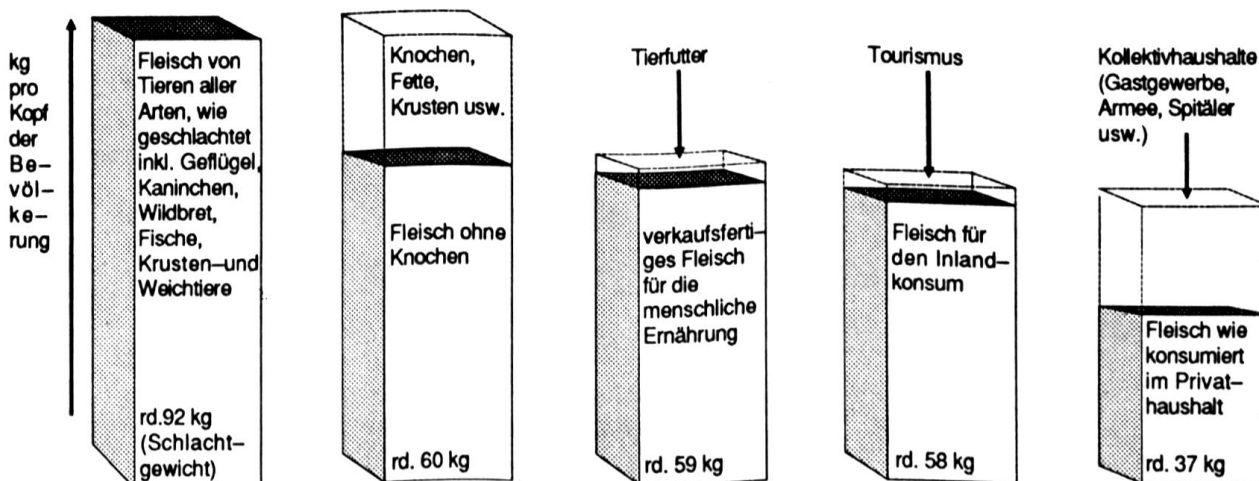 kg
pro
Kopf
der
Be–
völ–
ke–
rung
Fleisch von
Tieren aller
Arten, wie
geschlachtet
inkl. Geflügel,
Kaninchen,
Wildbret,
Fische,
Krusten–und
Weichtiere
rd.92 kg
(Schlacht–
gewicht)
Knochen,
Fette,
Krusten usw.
Fleisch ohne
Knochen
rd. 60 kg
Tierfutter
verkaufsferti–
ges Fleisch
für die
menschliche
Ernährung
rd. 59 kg
Tourismus
Fleisch für
den Inland–
konsum
rd. 58 kg
Kollektivhaushalte
(Gastgewerbe,
Armee, Spitäler
usw.)
Fleisch wie
konsumiert
im Privat–
haushalt
rd. 37 kg